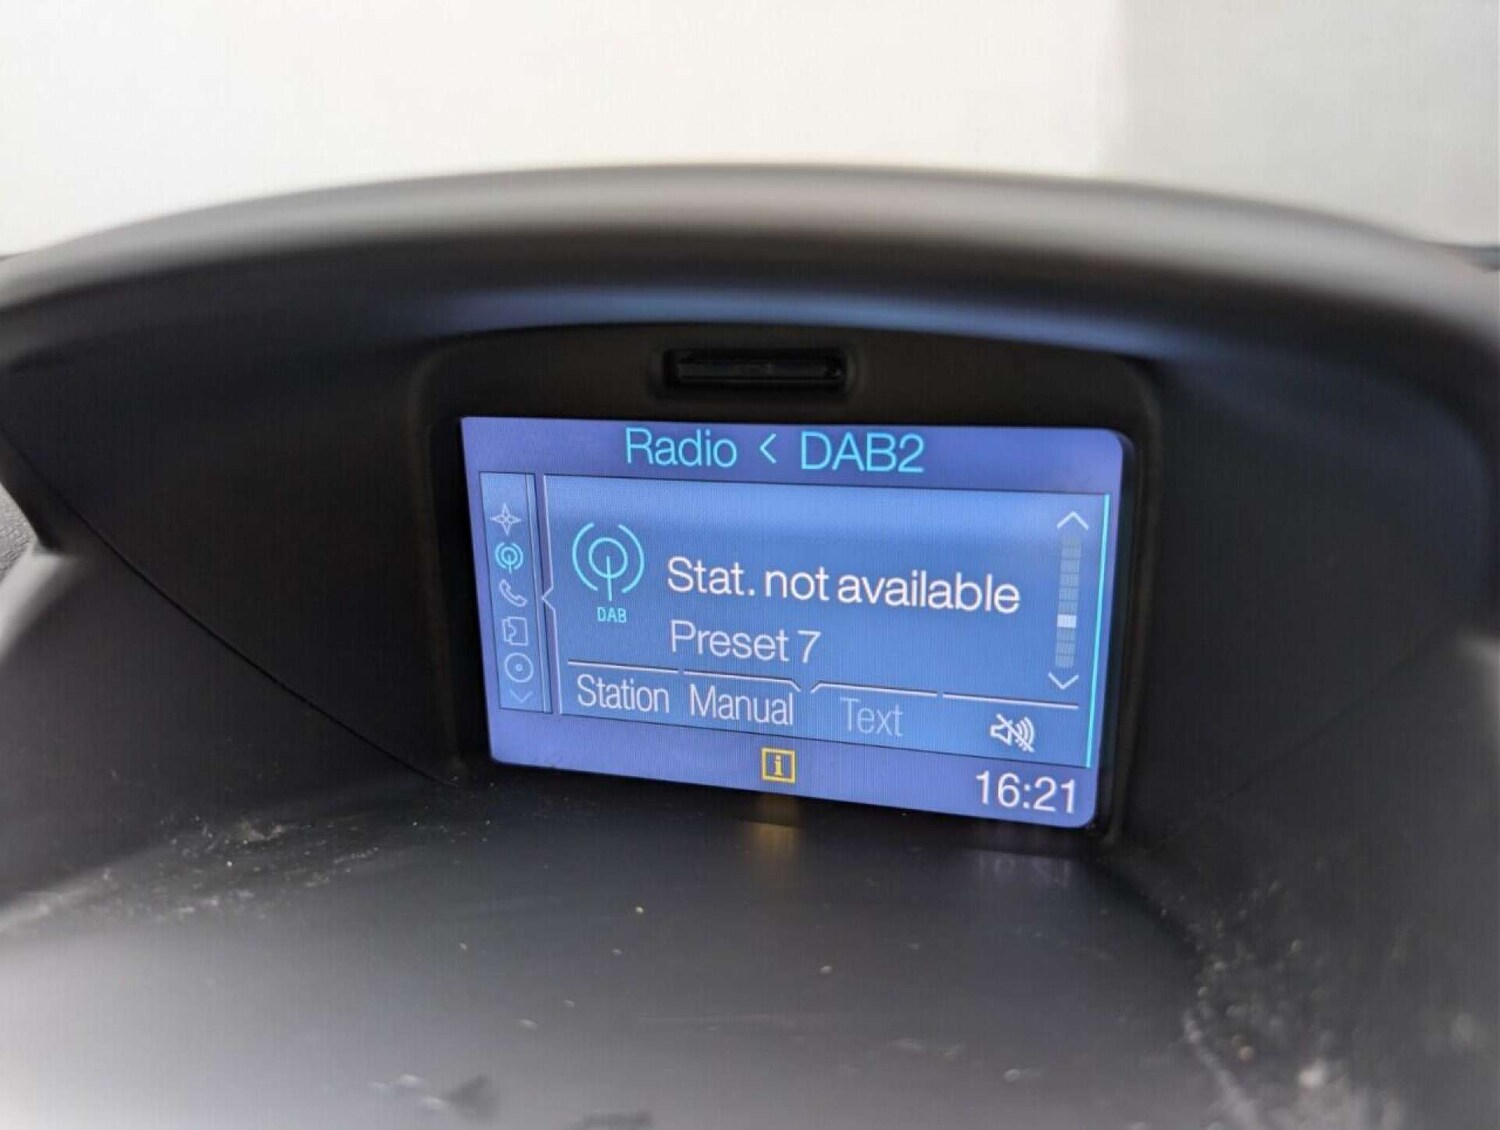 Radio < DAB2
Stat. not available
DAB
Preset 7
Station Manual Text
i
16:21